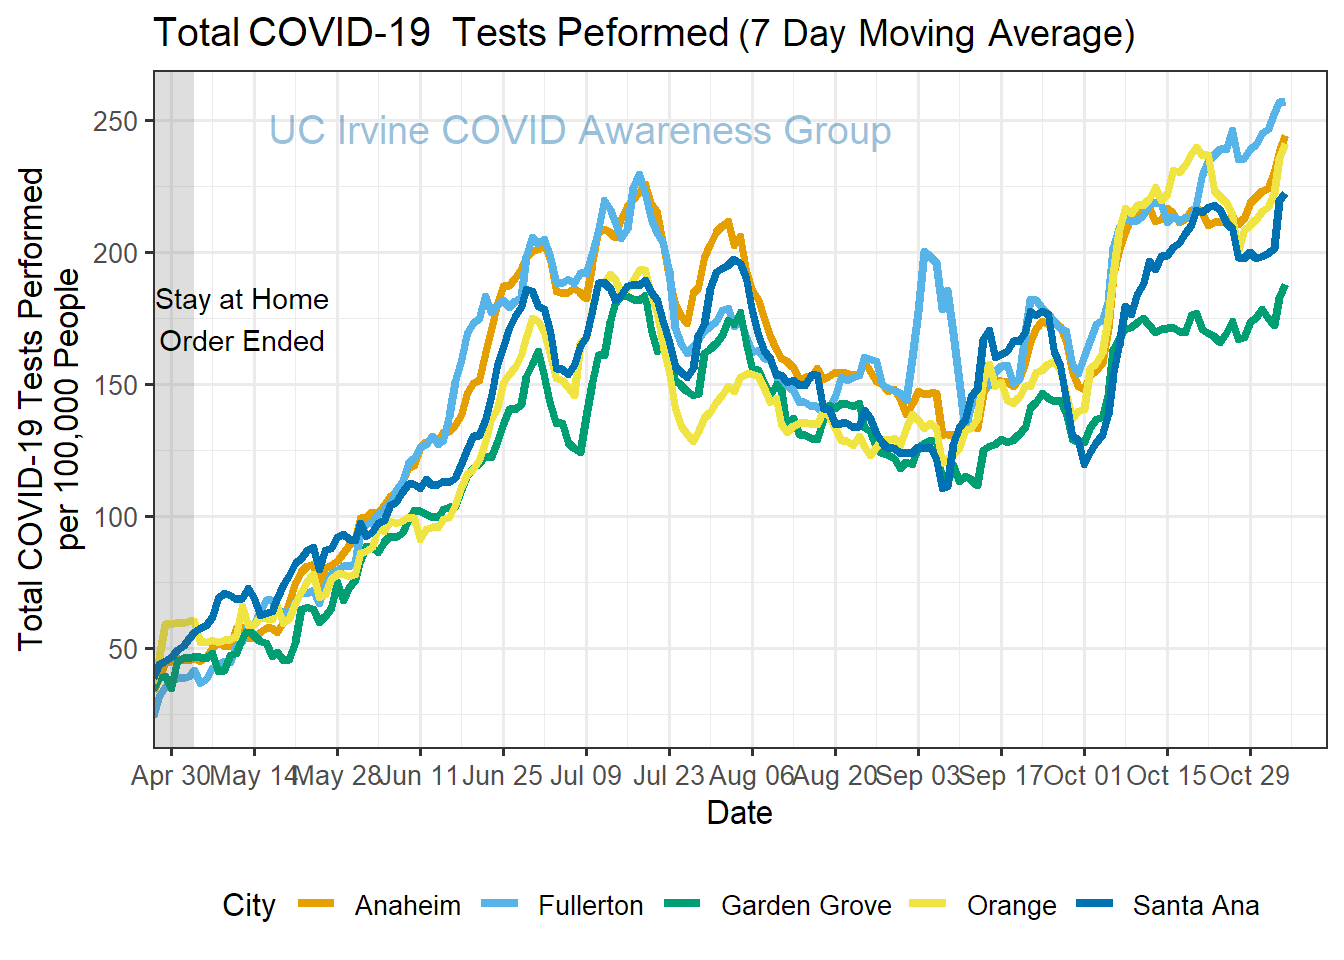 Total COVID-19  Tests Peformed (7 Day Moving Average)
UC Irvine COVID Awareness Group
Total COVID-19 Tests Performed
per 100,000 People
250
200
150
100
50
Stay at Home
Order Ended
Apr 30 May 14 May 28 Jun 11 Jun 25 Jul 09 Jul 23 Aug 06 Aug 20 Sep 03 Sep 17 Oct 01 Oct 15 Oct 29
Date
City Anaheim Fullerton Garden Grove Orange Santa Ana